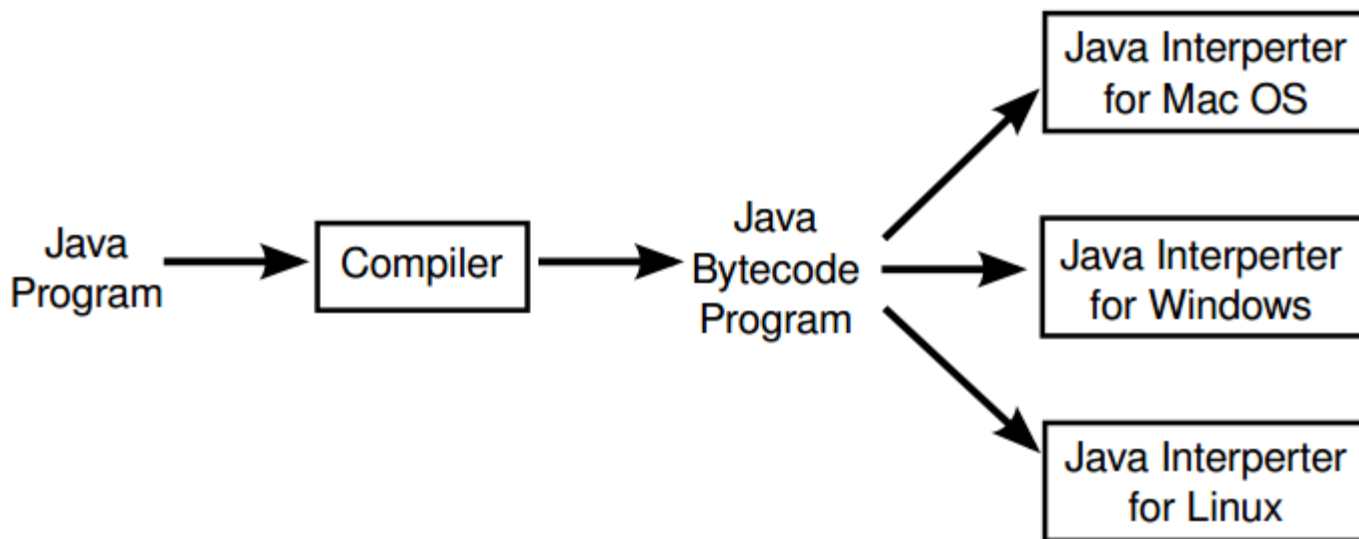 Java
Program
Compiler
Java
Bytecode
Program
Java Interperter
for Mac OS
Java Interperter
for Windows
Java Interperter
for Linux